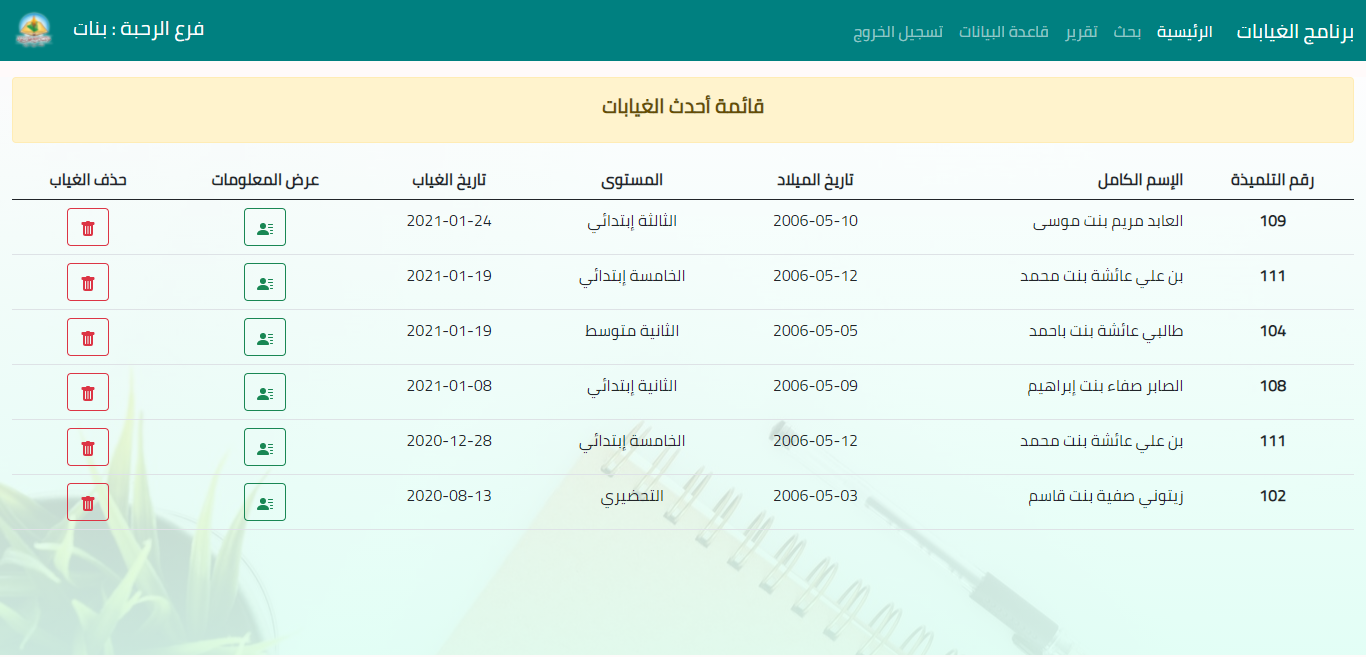 برنامج الغيابات الرئيسية بحث تقرير قاعدة البيانات تسجيل الخروج فرع الرحبة : بنات
قائمة أحدث الغيابات
رقم التلميذة الإسم الكامل تاريخ الميلاد المستوى تاريخ الغياب عرض المعلومات حذف الغياب
109 العابد مريم بنت موسى 2006-05-10 الثالثة إبتدائي 2021-01-24
111 بن علي عائشة بنت محمد 2006-05-12 الخامسة إبتدائي 2021-01-19
104 طالبي عائشة بنت باحمد 2006-05-05 الثانية متوسط 2021-01-19
108 الصابر صفاء بنت إبراهيم 2006-05-09 الثانية إبتدائي 2021-01-08
111 بن علي عائشة بنت محمد 2006-05-12 الخامسة إبتدائي 2020-12-28
102 زيتوني صفية بنت قاسم 2006-05-03 التحضيري 2020-08-13